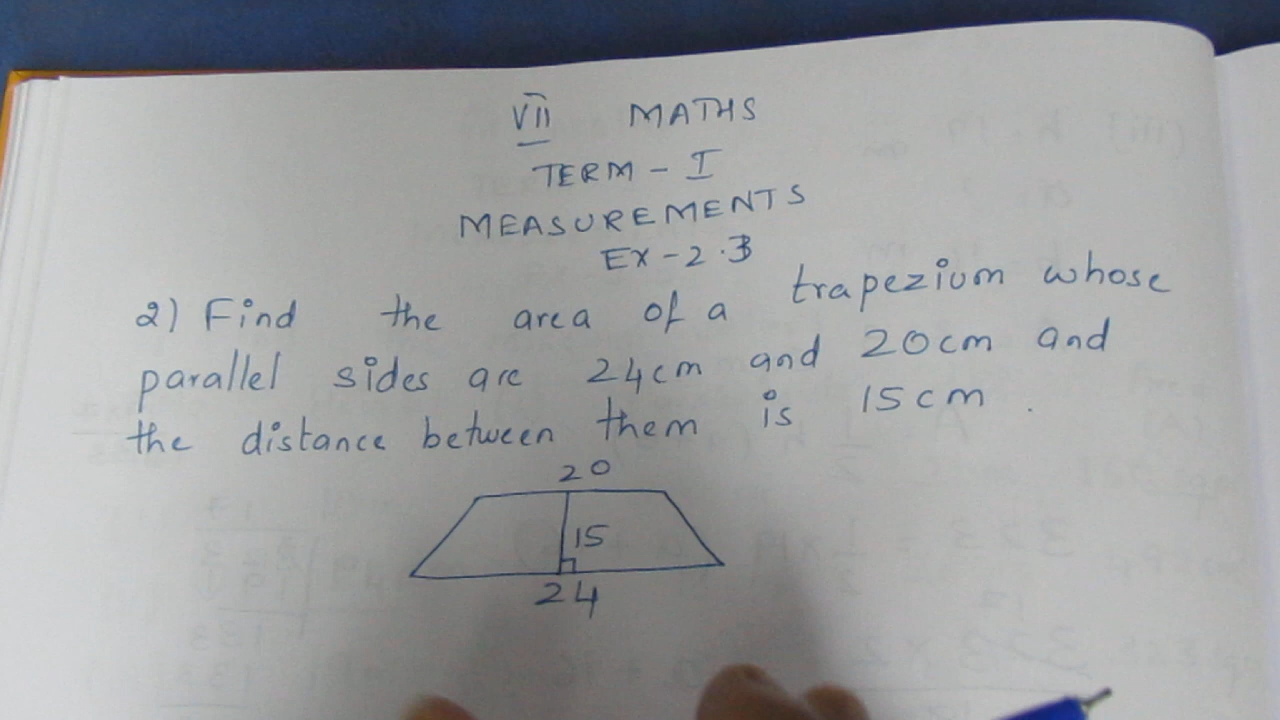 VII MATHS
TERM - I
MEASUREMENTS
EX-2.3
2) Find the area of a trapezium whose
parallel sides are 24cm and 20cm and
the distance between them is 15cm.
20
15
24